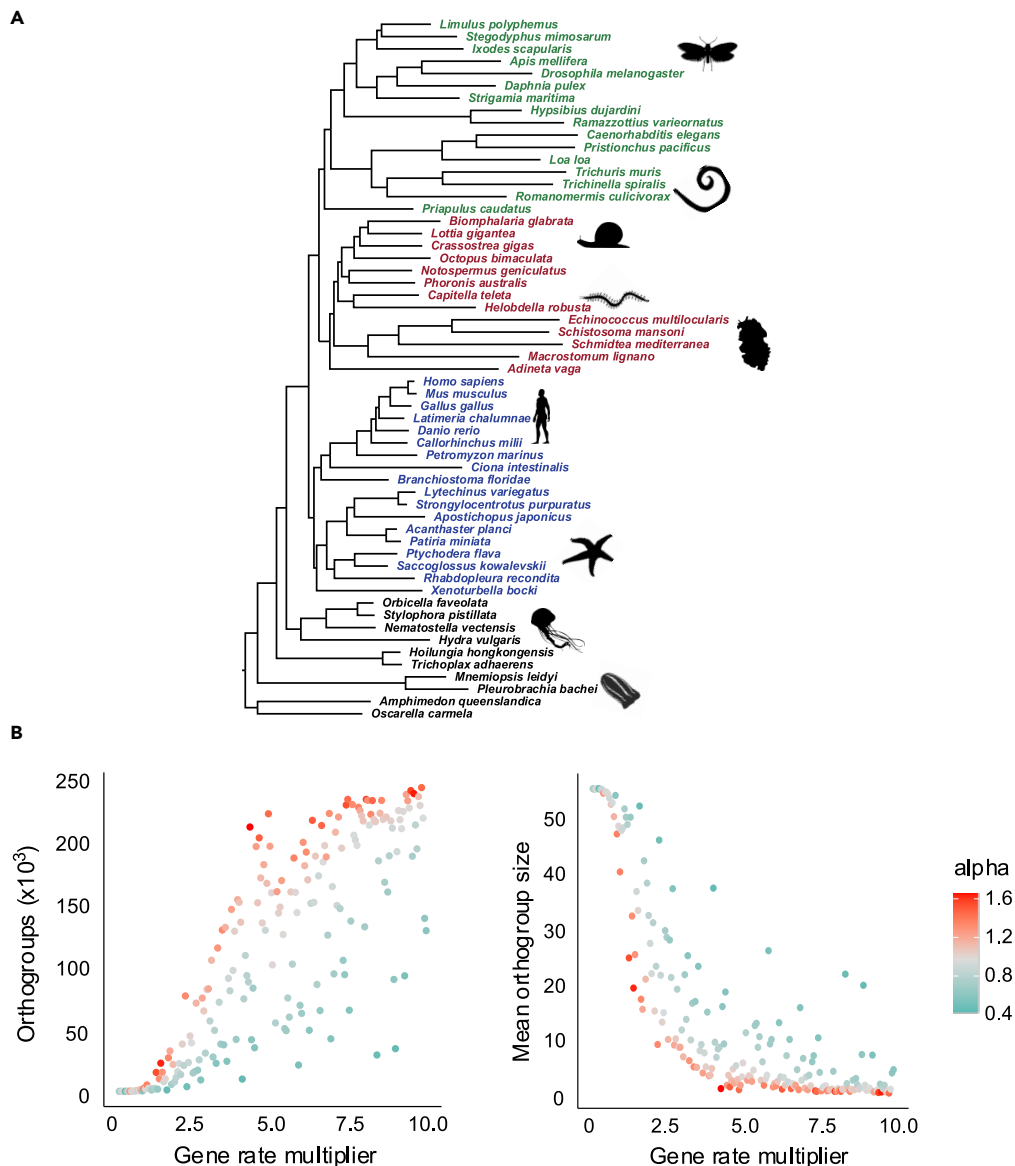 A
Limulus polyphemus
Stegodyphus mimosarum
Ixodes scapularis
Apis mellifera
Drosophila melanogaster
Daphnia pulex
Strigamia maritima
Hypsibius dujardini
Ramazzottius varieornatus
Caenorhabditis elegans
Pristionchus pacificus
Loa loa
Trichuris muris
Trichinella spiralis
Romanomermis culicivorax
Priapulus caudatus
Biomphalaria glabrata
Lottia gigantea
Crassostrea gigas
Octopus bimaculata
Notospermus geniculatus
Phoronis australis
Capitella teleta
Helobdella robusta
Echinococcus multilocularis
Schistosoma mansoni
Schmidtea mediterranea
Macrostomum lignano
Adineta vaga
Homo sapiens
Mus musculus
Gallus gallus
Latimeria chalumnae
Danio rerio
Callorhinchus milii
Petromyzon marinus
Ciona intestinalis
Branchiostoma floridae
Lytechinus variegatus
Strongylocentrotus purpuratus
Apostichopus japonicus
Acanthaster planci
Patiria miniata
Ptychodera flava
Saccoglossus kowalevskii
Rhabdopleura recondita
Xenoturbella bocki
Orbicella faveolata
Stylophora pistillata
Nematostella vectensis
Hydra vulgaris
Hoilungia hongkongensis
Trichoplax adhaerens
Mnemiopsis leidyi
Pleurobrachia bachei
Amphimedon queenslandica
Oscarella carmela
B
Orthogroups (x10³)
250
200
150
100
50
0
0 2.5 5.0 7.5 10.0
Gene rate multiplier
Mean orthogroup size
50
40
30
20
10
0
0 2.5 5.0 7.5 10.0
Gene rate multiplier
alpha
1.6
1.2
0.8
0.4